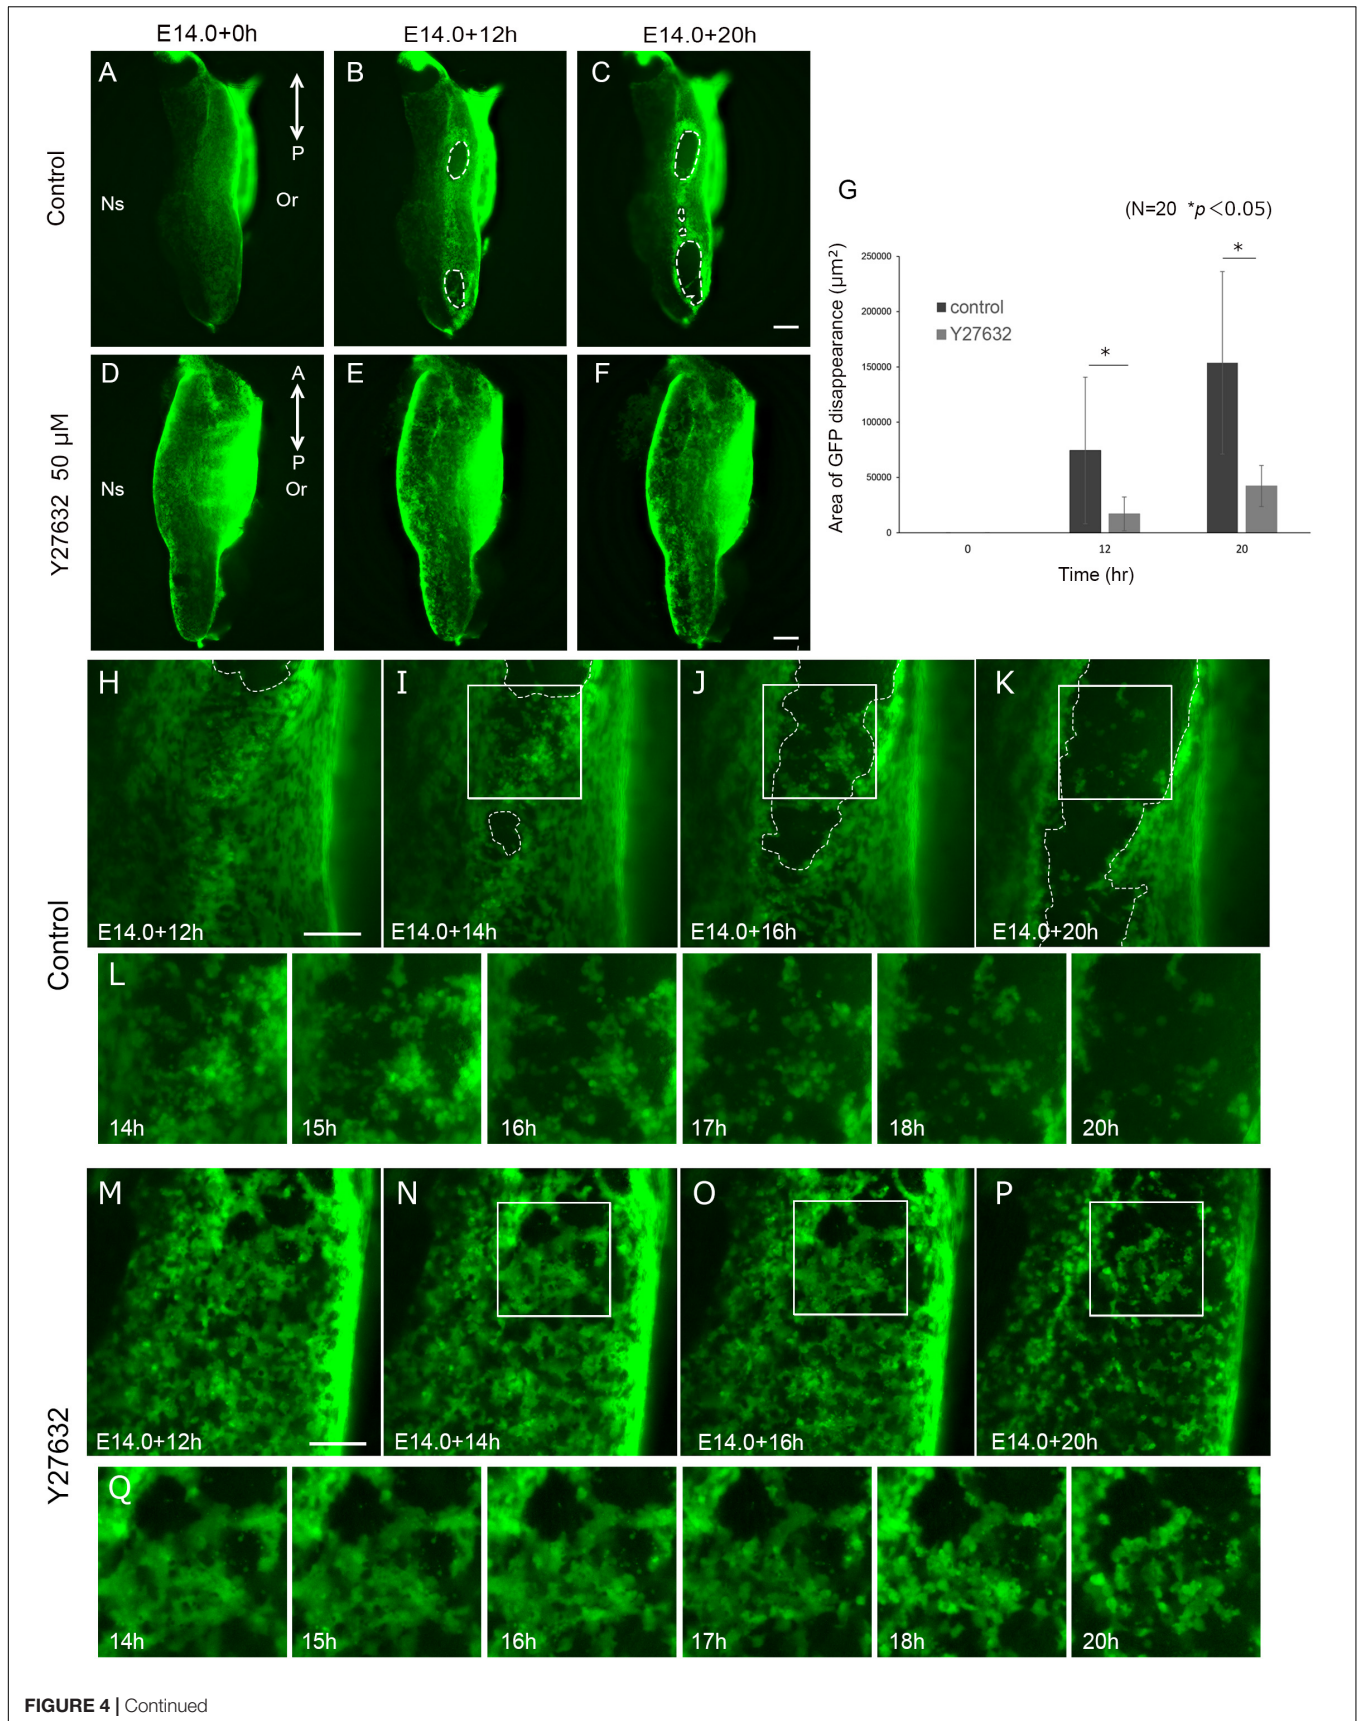 E14.0+0h
E14.0+12h
E14.0+20h
Control
A
P
Ns
Or
B
C
Y27632 50 µM
D
A
P
Ns
Or
E
F
G
(N=20 *p<0.05)
Area of GFP disappearance (µm²)
250000
200000
150000
100000
50000
0
control
Y27632
*
*
0
12
20
Time (hr)
Control
H
E14.0+12h
I
E14.0+14h
J
E14.0+16h
K
E14.0+20h
L
14h
15h
16h
17h
18h
20h
Y27632
M
E14.0+12h
N
E14.0+14h
O
E14.0+16h
P
E14.0+20h
Q
14h
15h
16h
17h
18h
20h
FIGURE 4 | Continued